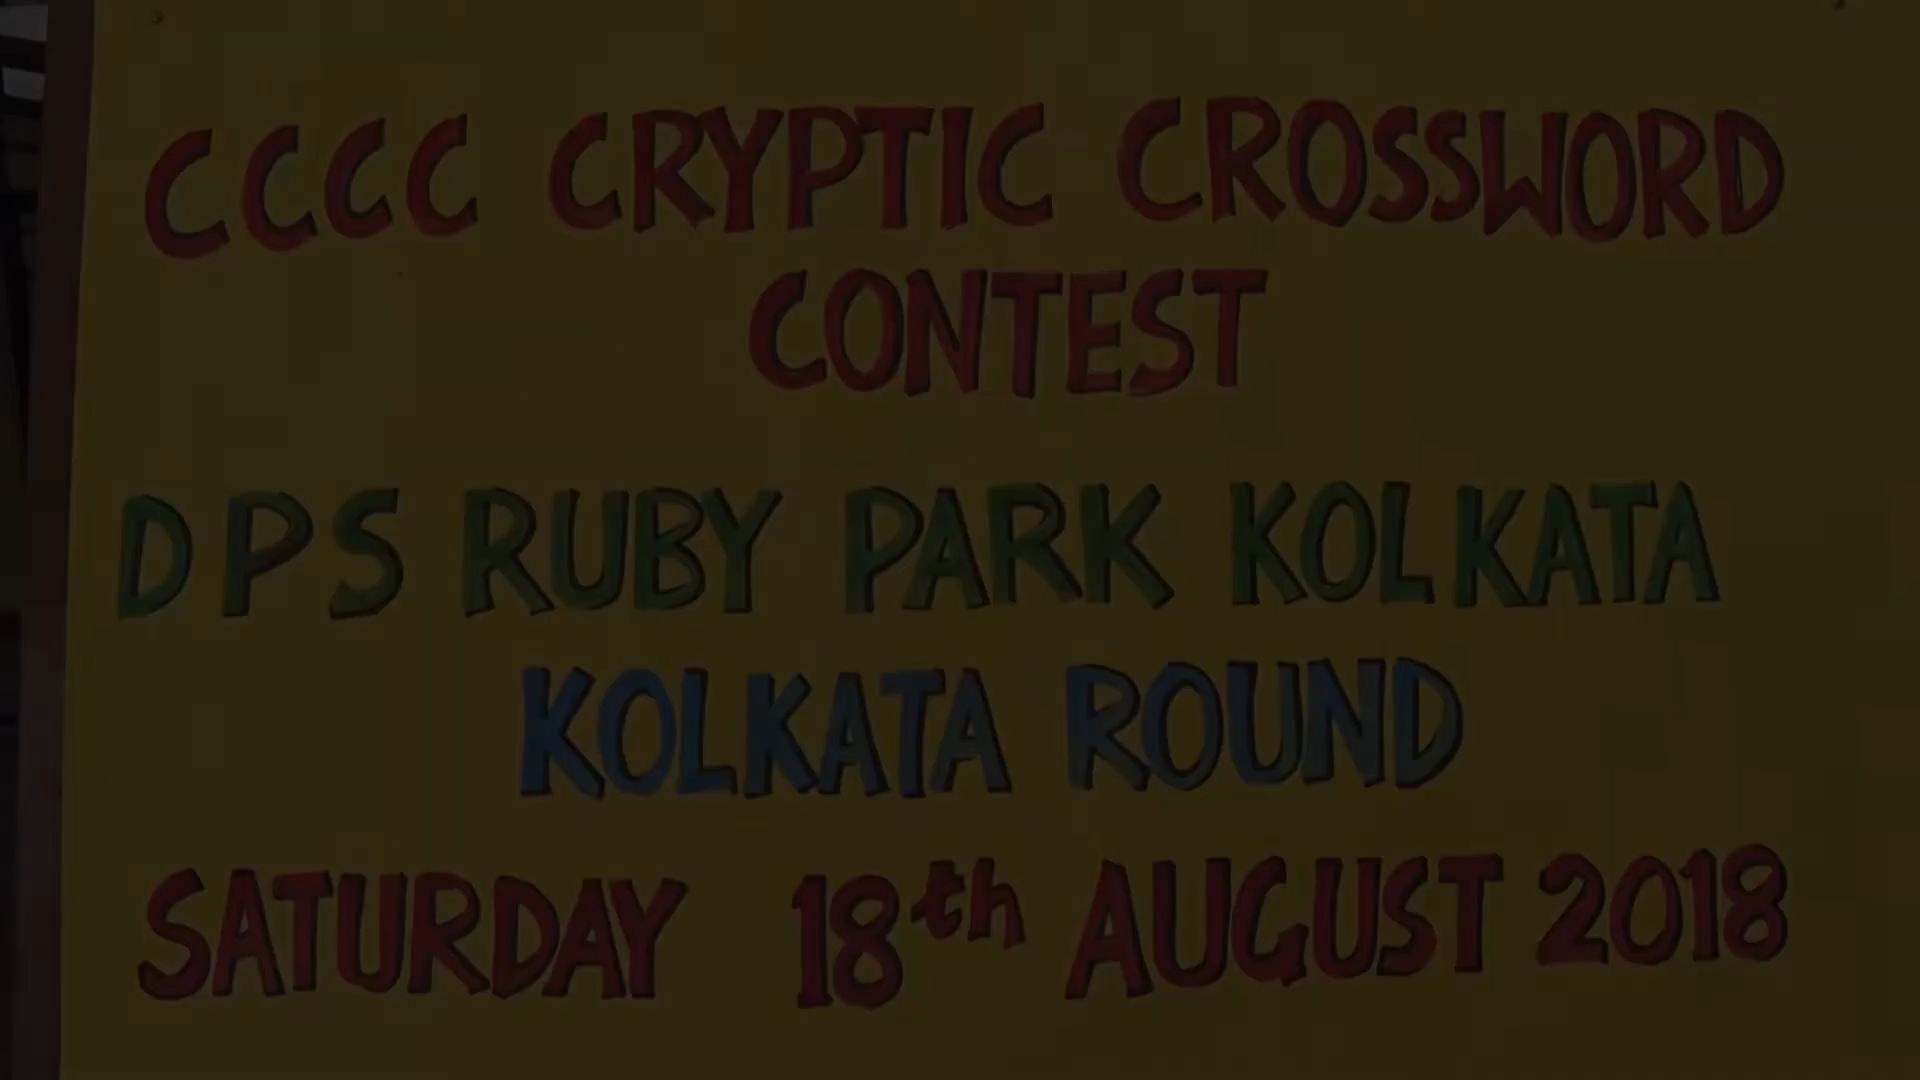 CCCC CRYPTIC CROSSWORD
CONTEST
DPS RUBY PARK KOLKATA
KOLKATA ROUND
SATURDAY 18th AUGUST 2018